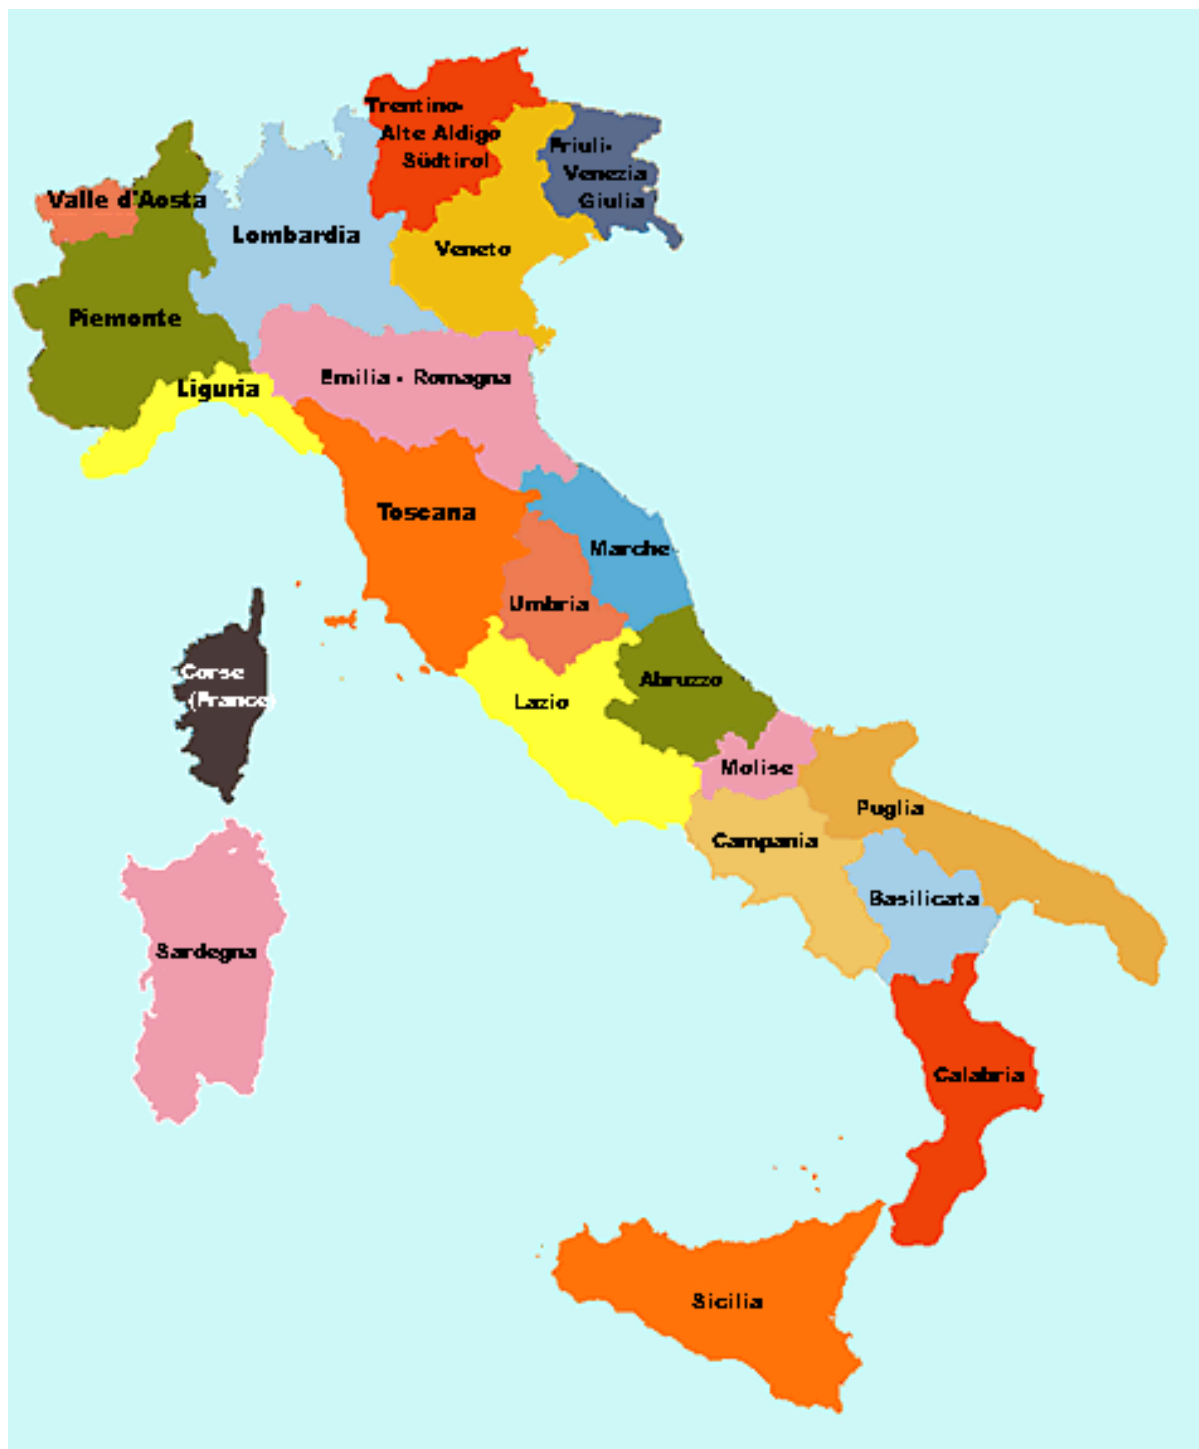 Trentino-
Alte Aldigo
Südtirol
Friuli-
Venezia
Giulia
Valle d'Aosta
Lombardia
Veneto
Piemonte
Emilia - Romagna
Liguria
Toscana
Marche
Umbria
Corse
(France)
Abruzzo
Lazio
Molise
Puglia
Campania
Basilicata
Sardegna
Calabria
Sicilia